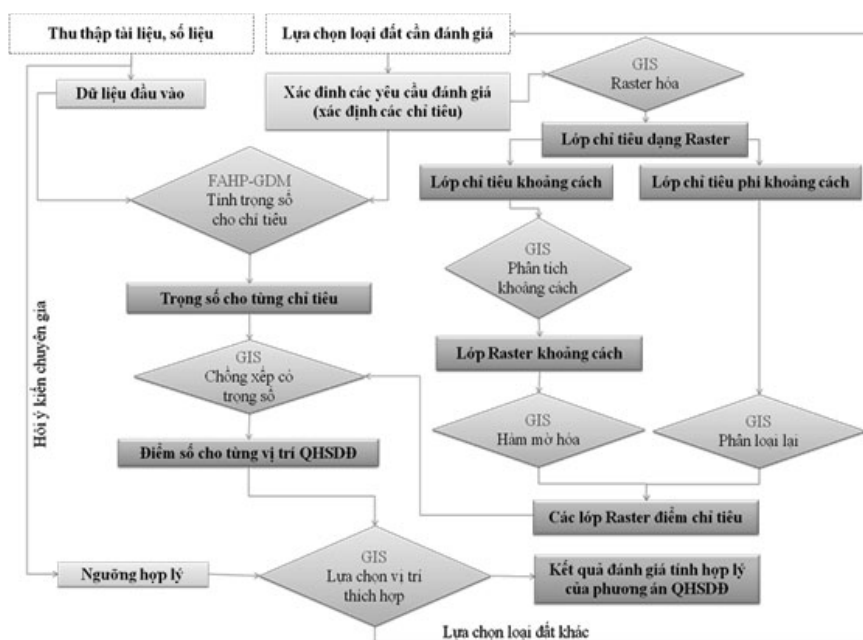 Thu thập tài liệu, số liệu
Lựa chọn loại đất cần đánh giá
GIS
Raster hóa
Dữ liệu đầu vào
Xác đinh các yêu cầu đánh giá
(xác định các chỉ tiêu)
Lớp chỉ tiêu dạng Raster
Lớp chỉ tiêu khoảng cách
Lớp chỉ tiêu phi khoảng cách
FAHP-GDM
Tính trọng số
cho chỉ tiêu
GIS
Phân tích
khoảng cách
Trọng số cho từng chỉ tiêu
Lớp Raster khoảng cách
Hỏi ý kiến chuyên gia
GIS
Chồng xếp có
trọng số
GIS
Hàm mờ hóa
GIS
Phân loại lại
Điểm số cho từng vị trí QHSDĐ
Các lớp Raster điểm chỉ tiêu
Ngưỡng hợp lý
GIS
Lựa chọn vị trí
thích hợp
Kết quả đánh giá tính hợp lý
của phương án QHSDĐ
Lựa chọn loại đất khác